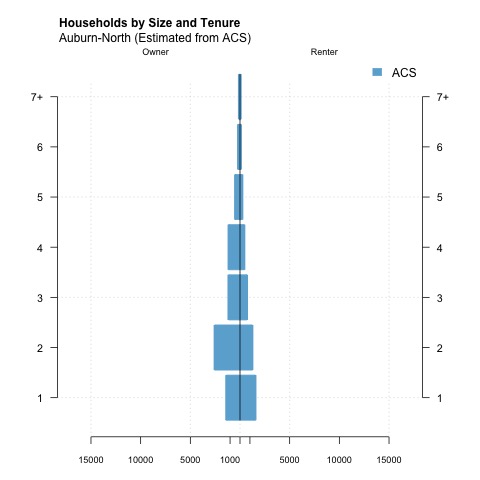 Households by Size and Tenure
Auburn-North (Estimated from ACS)
Owner Renter
ACS
7+ 7+
6 6
5 5
4 4
3 3
2 2
1 1
15000 10000 5000 1000 5000 10000 15000